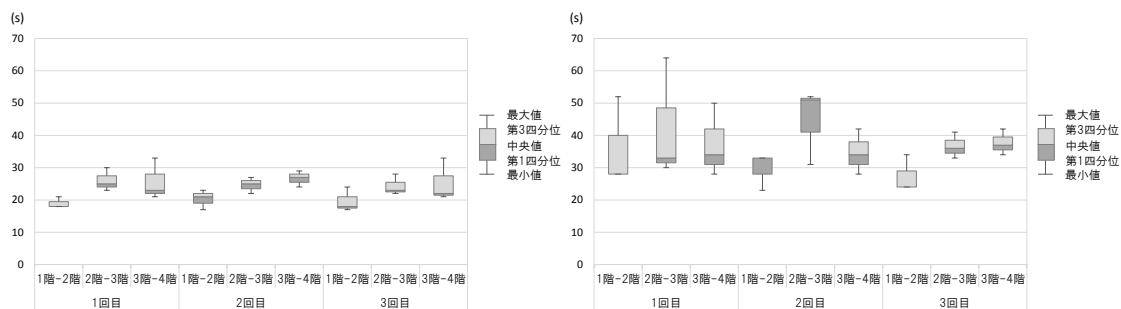 (s)
70
60
50
40
30
20
10
0
1階-2階 2階-3階 3階-4階 1階-2階 2階-3階 3階-4階 1階-2階 2階-3階 3階-4階
1回目 2回目 3回目
最大値
第3四分位
中央値
第1四分位
最小値
(s)
70
60
50
40
30
20
10
0
1階-2階 2階-3階 3階-4階 1階-2階 2階-3階 3階-4階 1階-2階 2階-3階 3階-4階
1回目 2回目 3回目
最大値
第3四分位
中央値
第1四分位
最小値